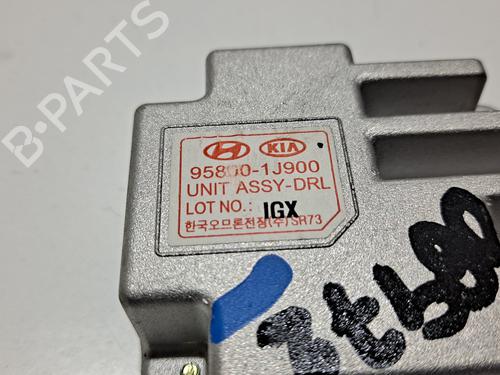 B-PARTS
HYUNDAI KIA
95800-1J900
UNIT ASSY-DRL
LOT NO.: IGX
한국오므론전장(주) SR73